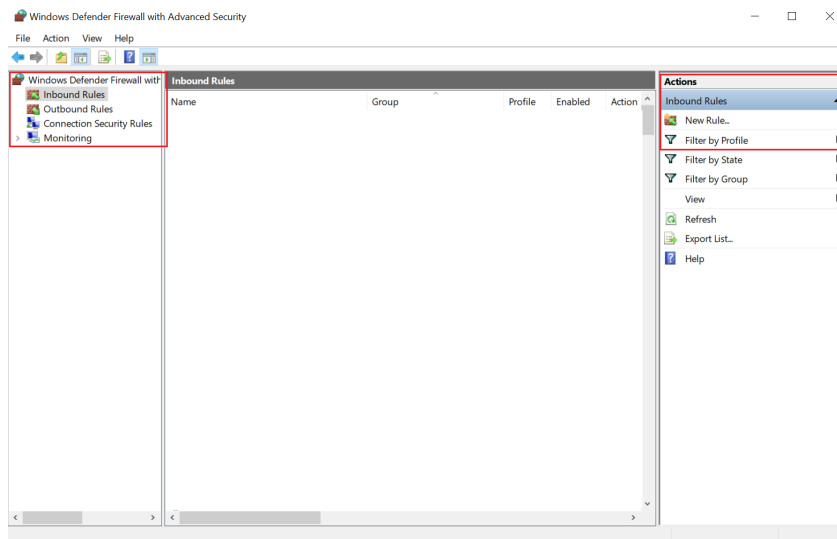 Windows Defender Firewall with Advanced Security
File Action View Help
Windows Defender Firewall with
Inbound Rules
Outbound Rules
Connection Security Rules
Monitoring
Inbound Rules
Name Group Profile Enabled Action
Actions
Inbound Rules
New Rule...
Filter by Profile
Filter by State
Filter by Group
View
Refresh
Export List...
Help